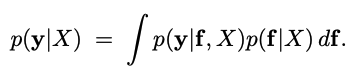 p(y|X) = ∫ p(y|f, X)p(f|X) df.